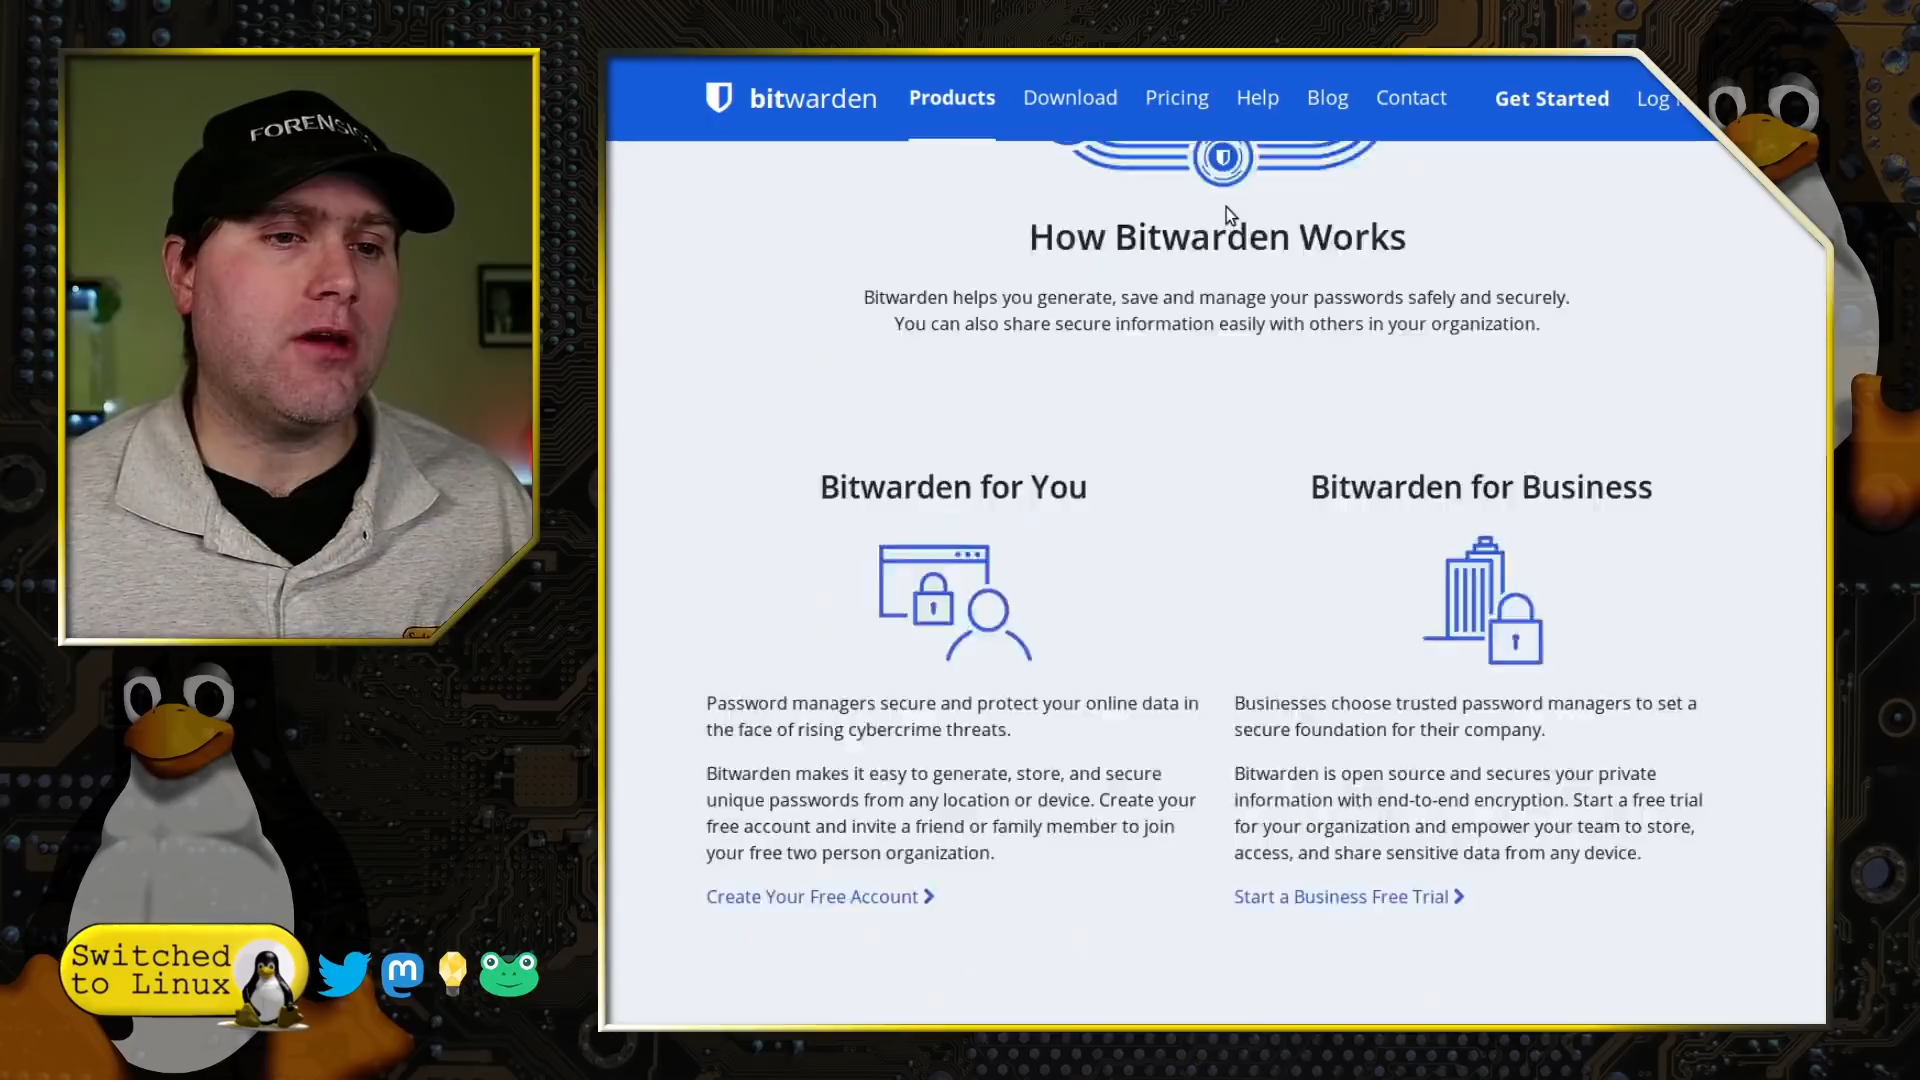 FORENSIC
bitwarden Products Download Pricing Help Blog Contact Get Started Log
How Bitwarden Works
Bitwarden helps you generate, save and manage your passwords safely and securely.
You can also share secure information easily with others in your organization.
Bitwarden for You
Password managers secure and protect your online data in
the face of rising cybercrime threats.
Bitwarden makes it easy to generate, store, and secure
unique passwords from any location or device. Create your
free account and invite a friend or family member to join
your free two person organization.
Create Your Free Account
Bitwarden for Business
Businesses choose trusted password managers to set a
secure foundation for their company.
Bitwarden is open source and secures your private
information with end-to-end encryption. Start a free trial
for your organization and empower your team to store,
access, and share sensitive data from any device.
Start a Business Free Trial
Switched
to Linux
m